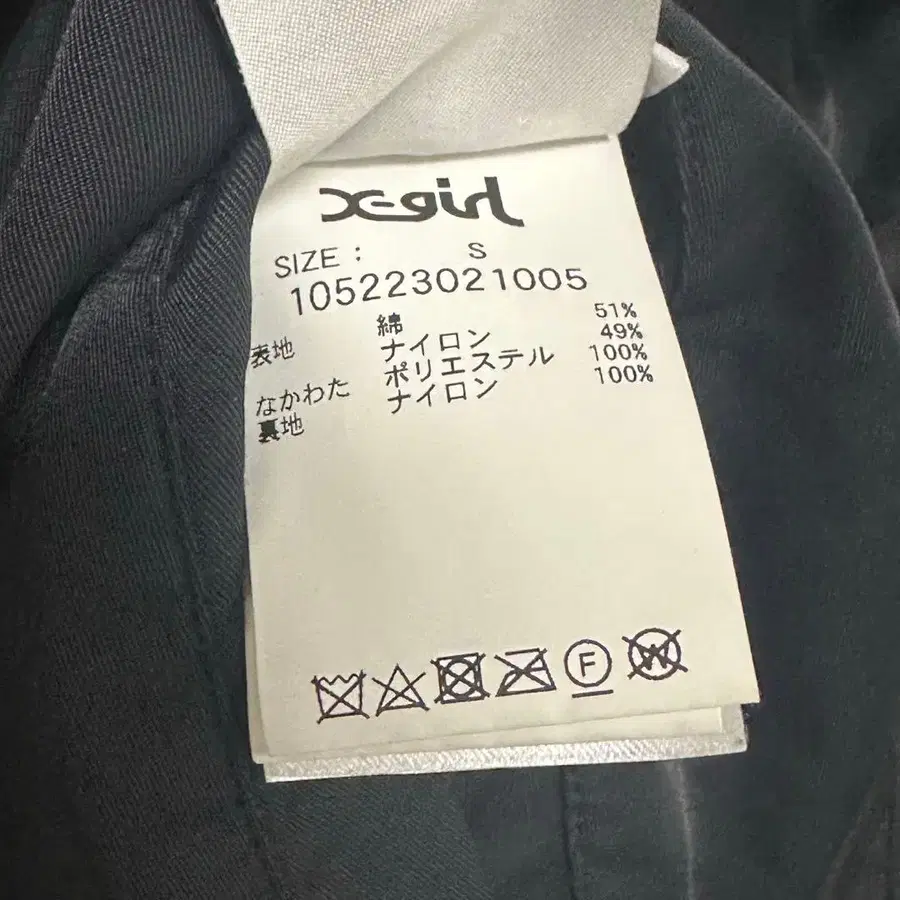 X-girl
SIZE : S
105223021005
表地 綿 51%
ナイロン 49%
なかわた ポリエステル 100%
裏地 ナイロン 100%
F
W